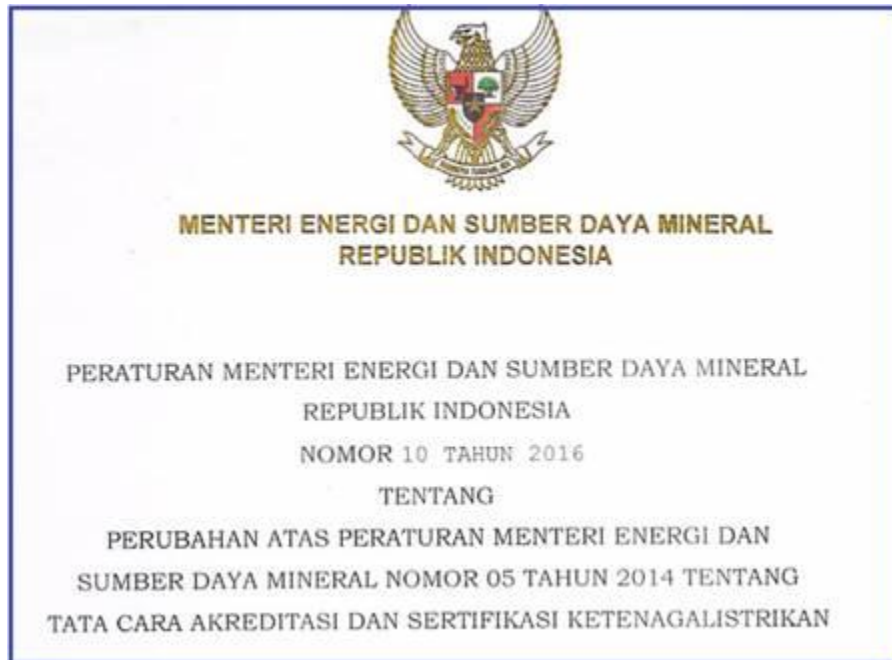 MENTERI ENERGI DAN SUMBER DAYA MINERAL
REPUBLIK INDONESIA
PERATURAN MENTERI ENERGI DAN SUMBER DAYA MINERAL
REPUBLIK INDONESIA
NOMOR 10 TAHUN 2016
TENTANG
PERUBAHAN ATAS PERATURAN MENTERI ENERGI DAN
SUMBER DAYA MINERAL NOMOR 05 TAHUN 2014 TENTANG
TATA CARA AKREDITASI DAN SERTIFIKASI KETENAGALISTRIKAN